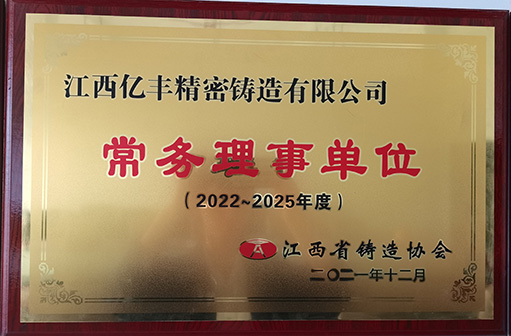 江西亿丰精密铸造有限公司
常务理事单位
（2022~2025年度）
江西省铸造协会
二〇二一年十二月